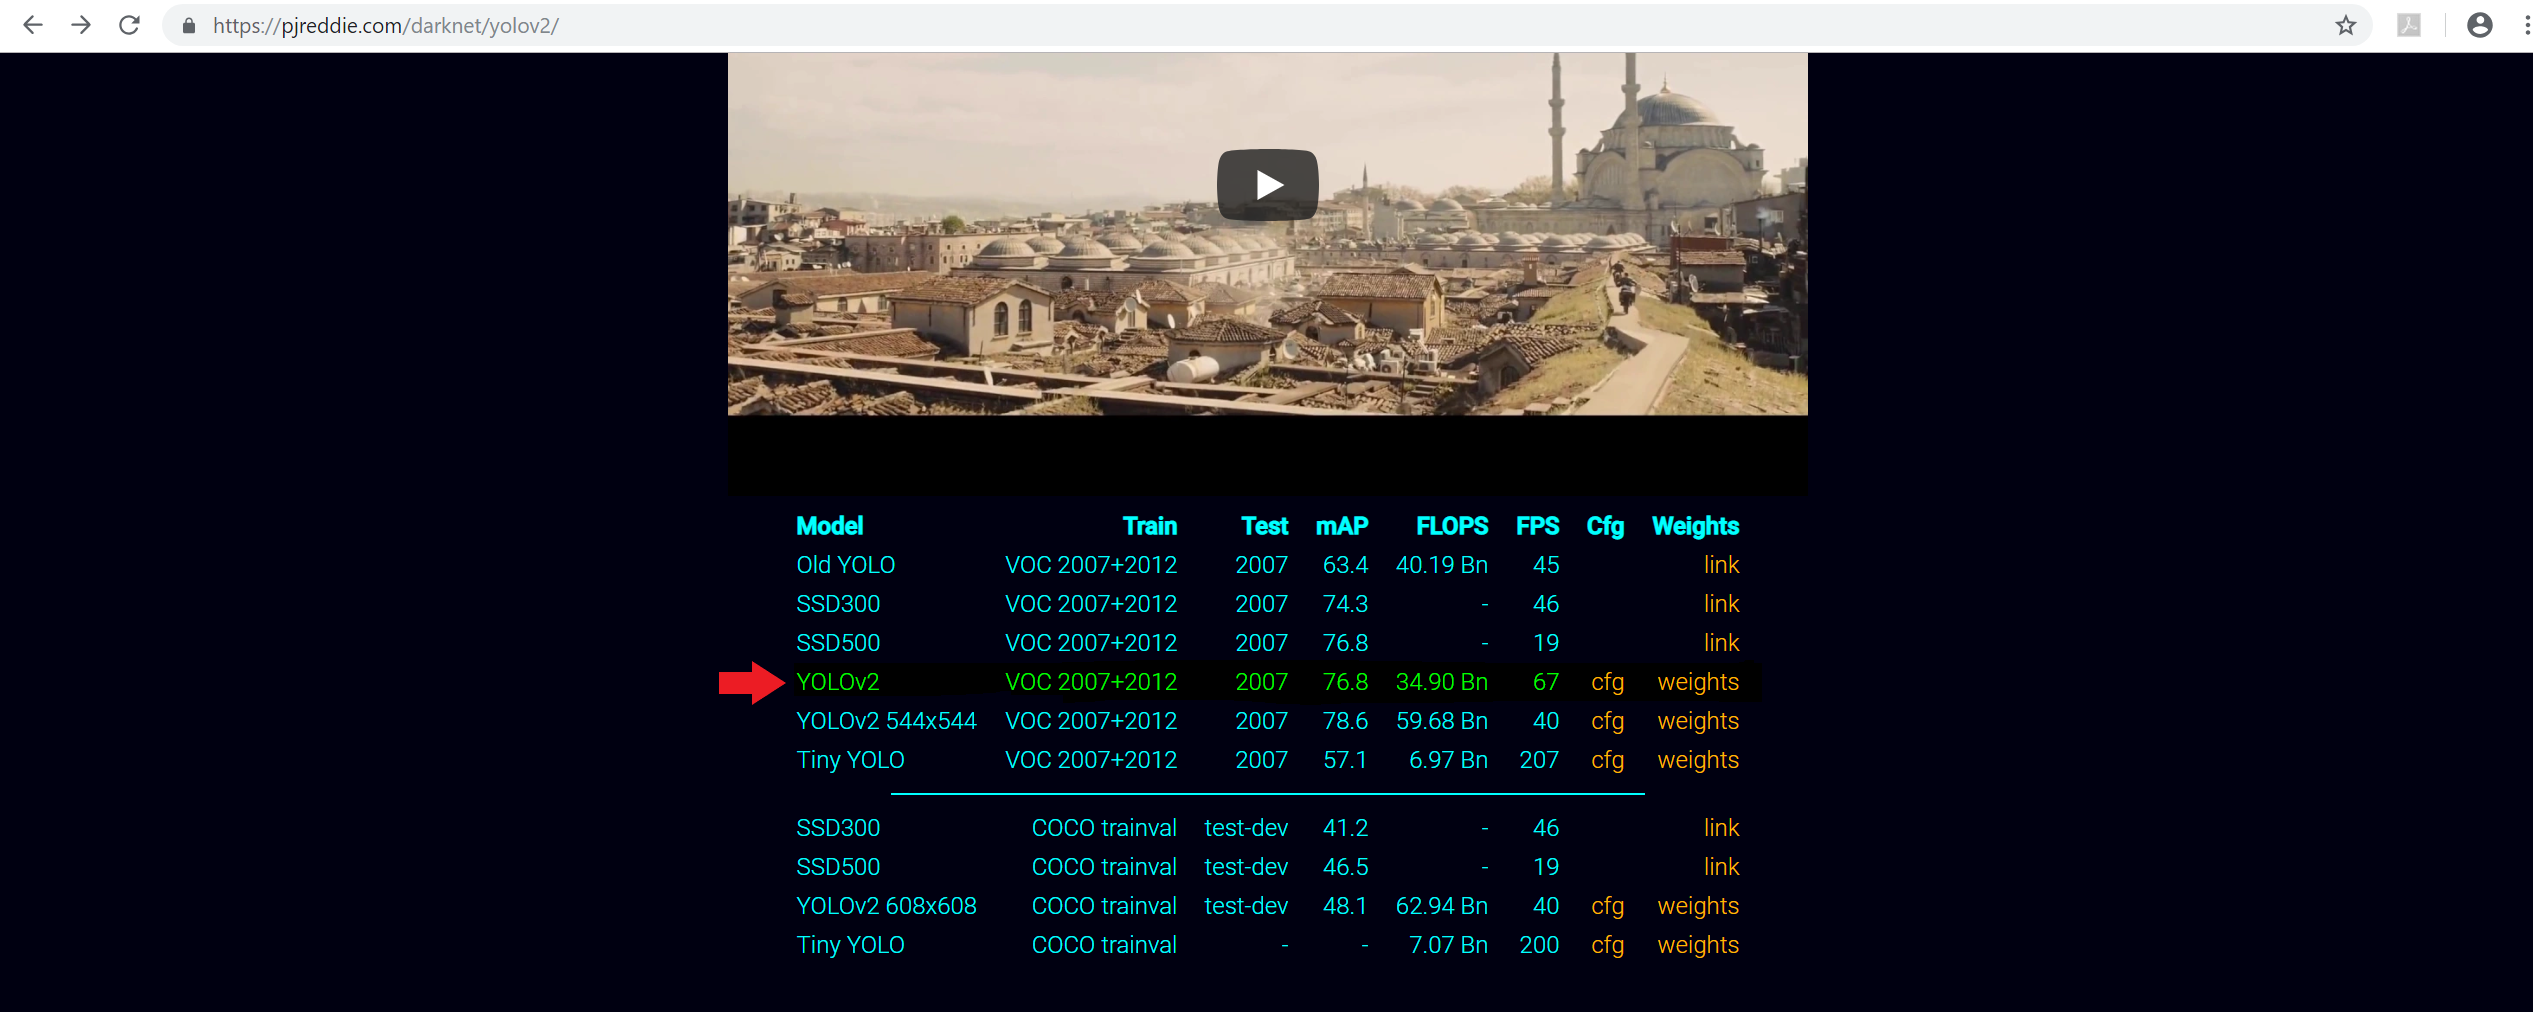 https://pjreddie.com/darknet/yolov2/
Model Train Test mAP FLOPS FPS Cfg Weights
Old YOLO VOC 2007+2012 2007 63.4 40.19 Bn 45 link
SSD300 VOC 2007+2012 2007 74.3 - 46 link
SSD500 VOC 2007+2012 2007 76.8 - 19 link
YOLOv2 VOC 2007+2012 2007 76.8 34.90 Bn 67 cfg weights
YOLOv2 544x544 VOC 2007+2012 2007 78.6 59.68 Bn 40 cfg weights
Tiny YOLO VOC 2007+2012 2007 57.1 6.97 Bn 207 cfg weights
SSD300 COCO trainval test-dev 41.2 - 46 link
SSD500 COCO trainval test-dev 46.5 - 19 link
YOLOv2 608x608 COCO trainval test-dev 48.1 62.94 Bn 40 cfg weights
Tiny YOLO COCO trainval - - 7.07 Bn 200 cfg weights